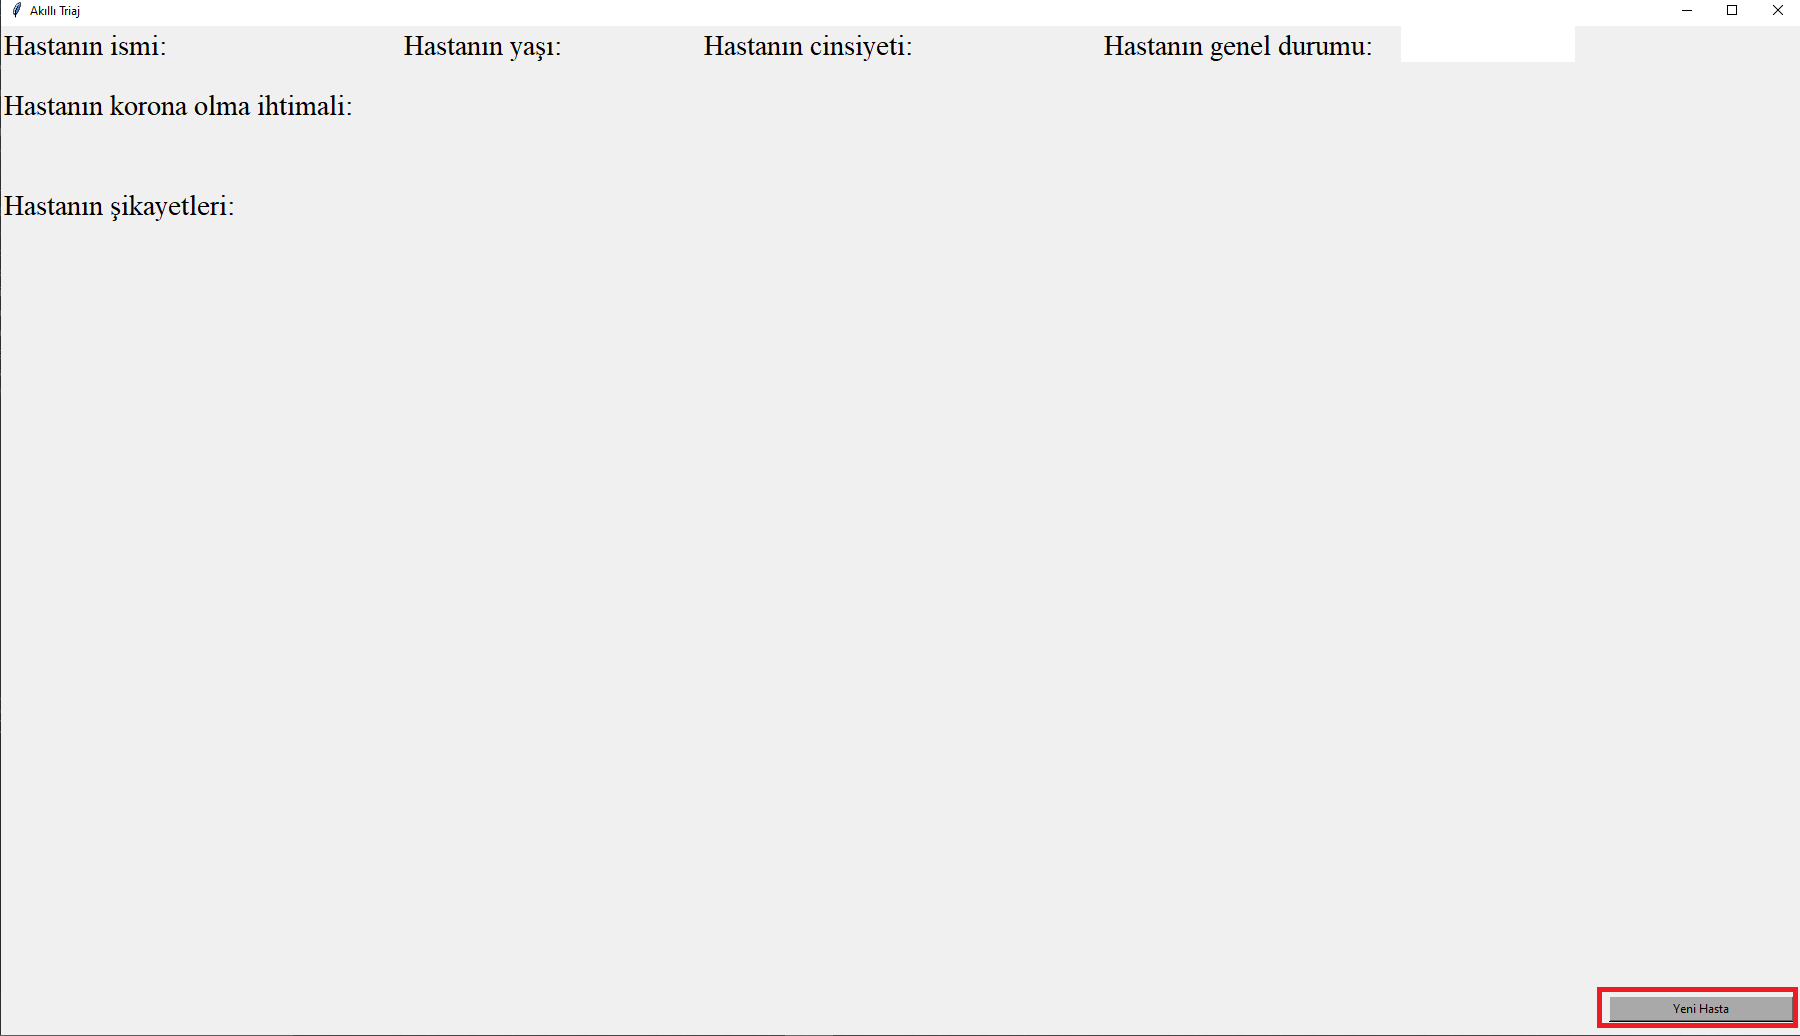 Akıllı Triaj
Hastanın ismi: Hastanın yaşı: Hastanın cinsiyeti: Hastanın genel durumu:
Hastanın korona olma ihtimali:
Hastanın şikayetleri:
Yeni Hasta